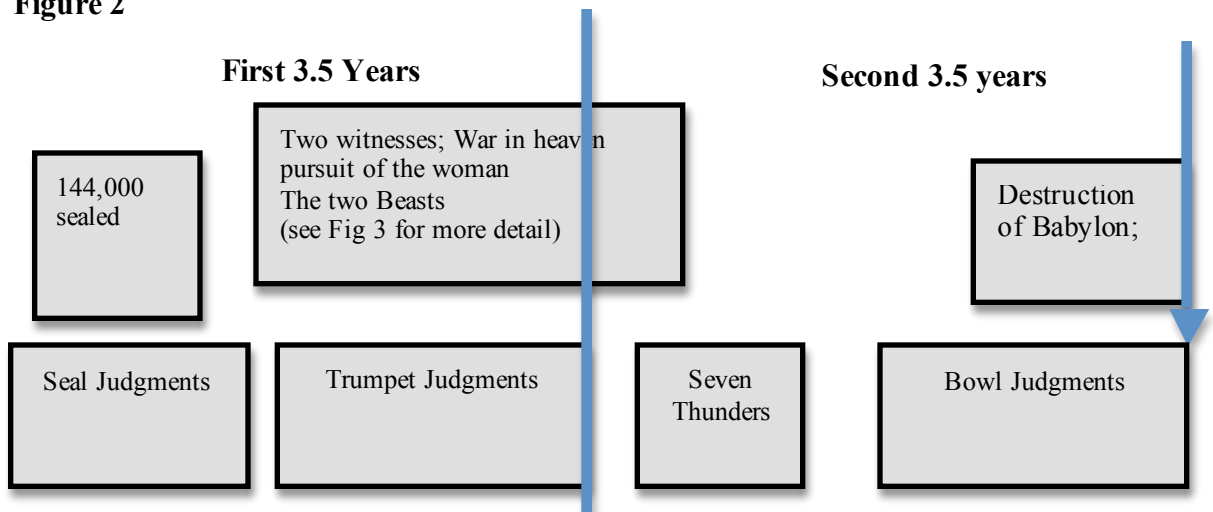 Figure 2
First 3.5 Years
Second 3.5 years
Two witnesses; War in heaven
pursuit of the woman
The two Beasts
(see Fig 3 for more detail)
144,000
sealed
Destruction
of Babylon;
Seal Judgments
Trumpet Judgments
Seven
Thunders
Bowl Judgments